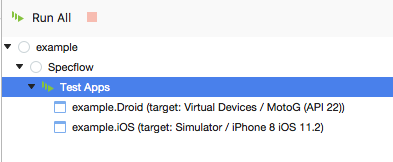 Run All
example
Specflow
Test Apps
example.Droid (target: Virtual Devices / MotoG (API 22))
example.iOS (target: Simulator / iPhone 8 iOS 11.2)